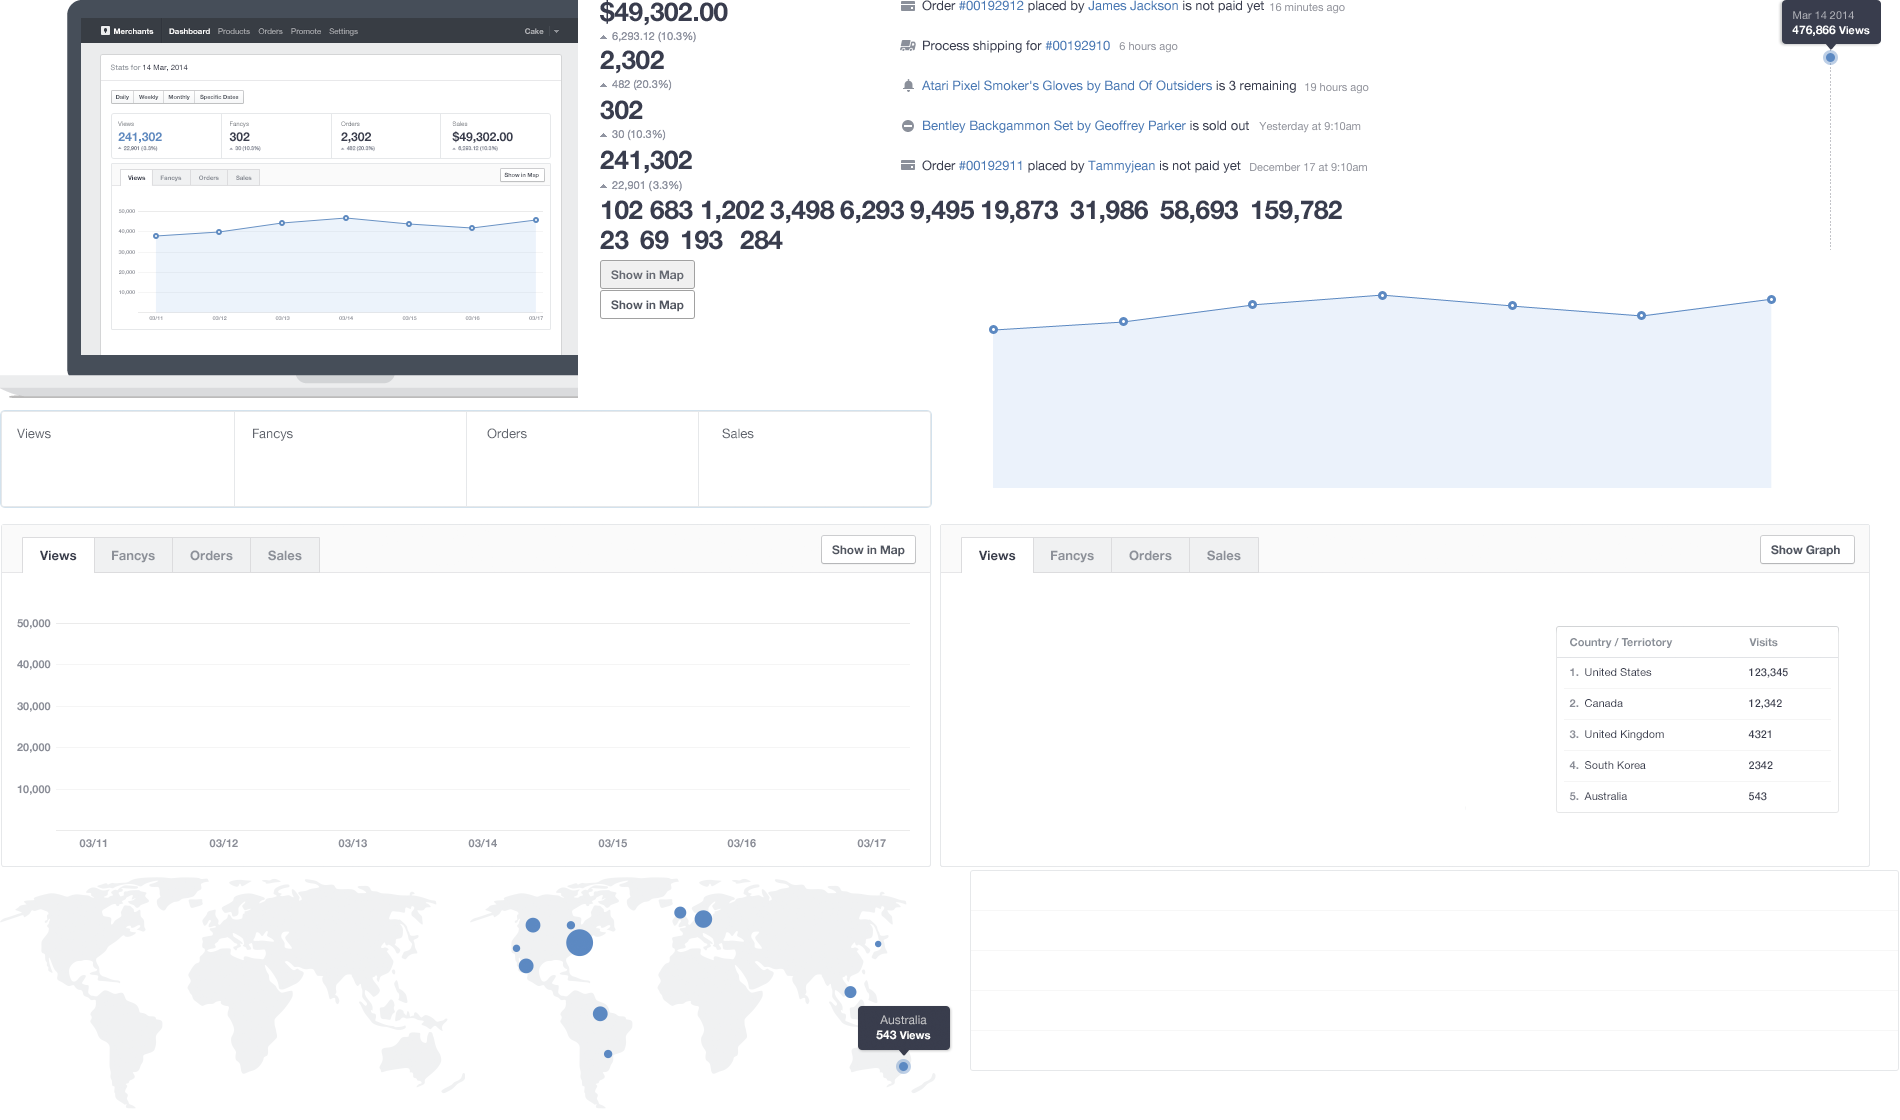 Merchants Dashboard Products Orders Promote Settings Cake
Stats for 14 Mar, 2014
Daily Weekly Monthly Specific Dates
Views Fancys Orders Sales
241,302 302 2,302 $49,302.00
22,901 (3.3%) 30 (10.3%) 482 (20.3%) 6,293.12 (10.3%)
Views Fancys Orders Sales Show in Map
50,000
40,000
30,000
20,000
10,000
03/11 03/12 03/13 03/14 03/15 03/16 03/17
$49,302.00
6,293.12 (10.3%)
2,302
482 (20.3%)
302
30 (10.3%)
241,302
22,901 (3.3%)
102 683 1,202 3,498 6,293 9,495 19,873 31,986 58,693 159,782
23 69 193 284
Show in Map
Show in Map
Order #00192912 placed by James Jackson is not paid yet 16 minutes ago
Process shipping for #00192910 6 hours ago
Atari Pixel Smoker's Gloves by Band Of Outsiders is 3 remaining 19 hours ago
Bentley Backgammon Set by Geoffrey Parker is sold out Yesterday at 9:10am
Order #00192911 placed by Tammyjean is not paid yet December 17 at 9:10am
Mar 14 2014
476,866 Views
Views Fancys Orders Sales
Views Fancys Orders Sales Show in Map
50,000
40,000
30,000
20,000
10,000
03/11 03/12 03/13 03/14 03/15 03/16 03/17
Views Fancys Orders Sales Show Graph
Country / Terriotory Visits
1. United States 123,345
2. Canada 12,342
3. United Kingdom 4321
4. South Korea 2342
5. Australia 543
Australia
543 Views